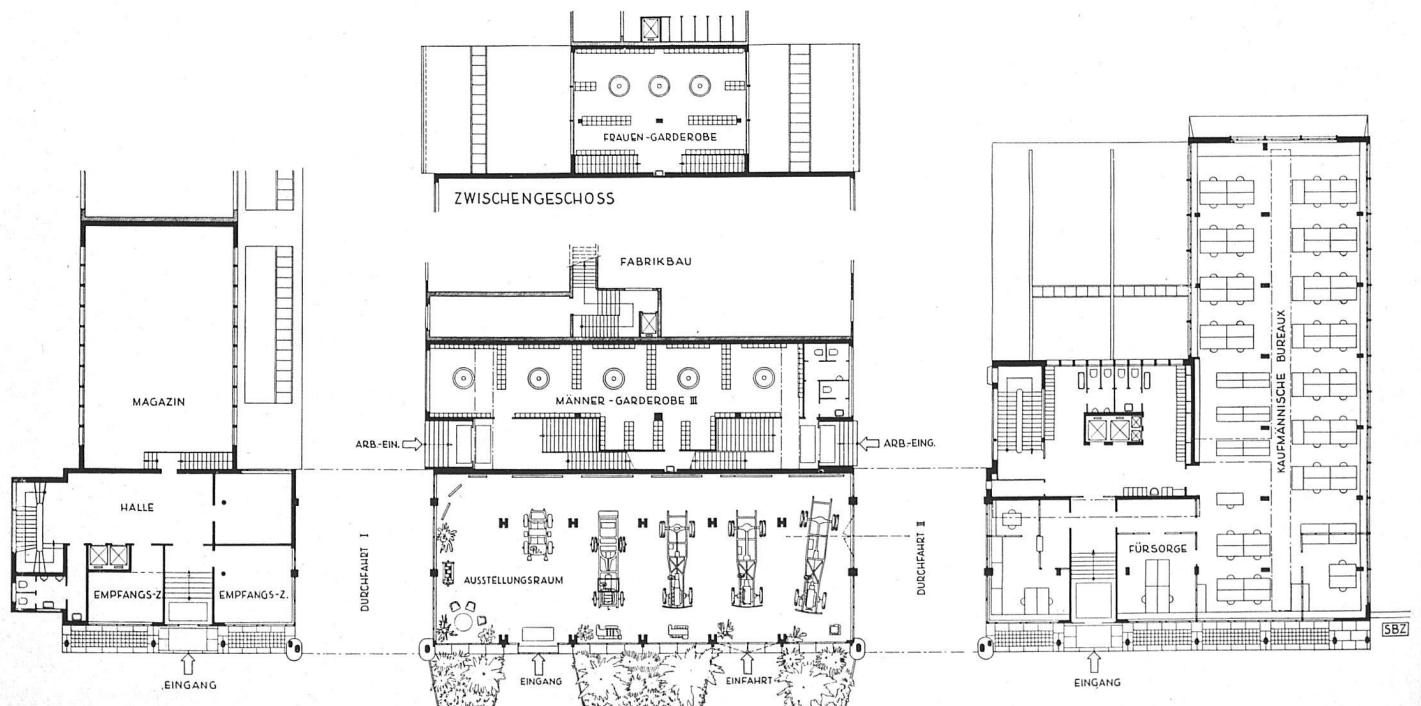 FRAUEN-GARDEROBE
ZWISCHENGESCHOSS
FABRIKBAU
MAGAZIN
MÄNNER-GARDEROBE III
ARB-EIN.
ARB-EING.
HALLE
EMPFANGS-Z
EMPFANGS-Z.
EINGANG
DURCHFAHRT I
AUSSTELLUNGSRAUM
EINGANG
EINFAHRT
DURCHFAHRT II
KAUFMÄNNISCHE BUREAUX
FÜRSORGE
EINGANG
SBZ